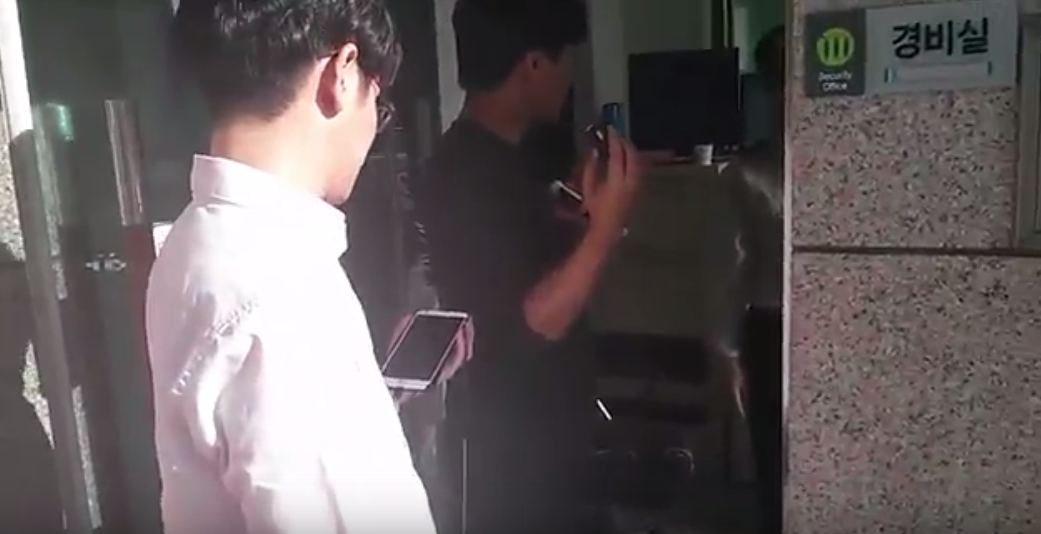 경비실
Security
Office